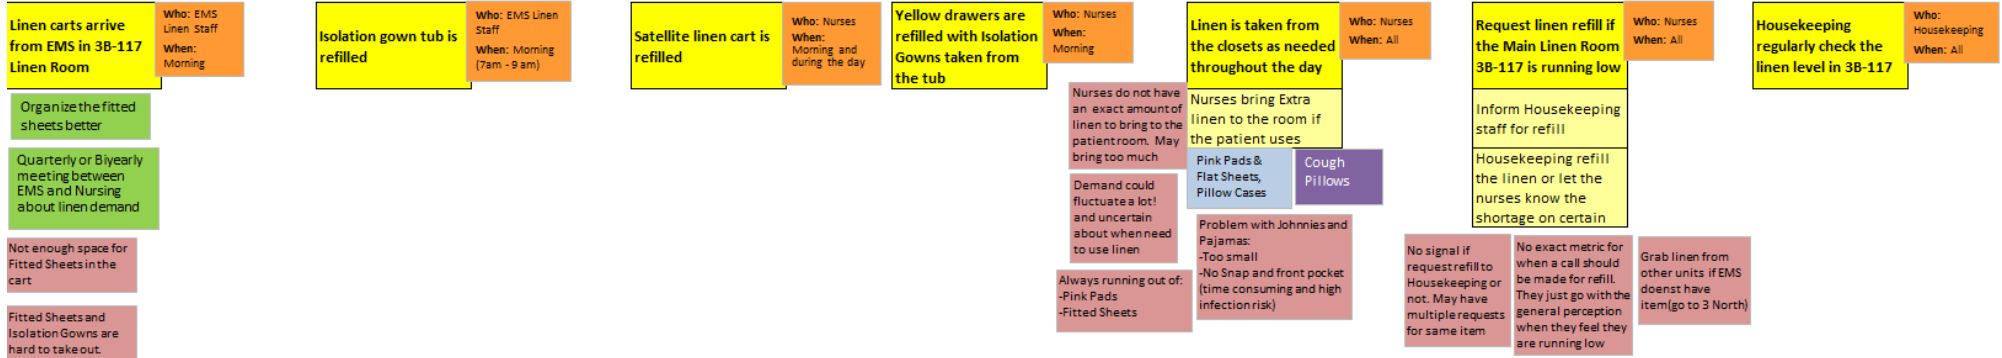 Linen carts arrive
from EMS in 3B-117
Linen Room
Who: EMS
Linen Staff
When:
Morning
Organize the fitted
sheets better
Quarterly or Biyearly
meeting between
EMS and Nursing
about linen demand
Not enough space for
Fitted Sheets in the
cart
Fitted Sheets and
Isolation Gowns are
hard to take out.
Isolation gown tub is
refilled
Who: EMS Linen
Staff
When: Morning
(7am - 9 am)
Satellite linen cart is
refilled
Who: Nurses
When:
Morning and
during the day
Yellow drawers are
refilled with Isolation
Gowns taken from
the tub
Who: Nurses
When:
Morning
Nurses do not have
an exact amount of
linen to bring to the
patient room. May
bring too much
Demand could
fluctuate a lot!
and uncertain
about when need
to use linen
Always running out of:
-Pink Pads
-Fitted Sheets
Linen is taken from
the closets as needed
throughout the day
Who: Nurses
When: All
Nurses bring Extra
linen to the room if
the patient uses
Pink Pads &
Flat Sheets,
Pillow Cases
Cough
Pillows
Problem with Johnnies and
Pajamas:
-Too small
-No Snap and front pocket
(time consuming and high
infection risk)
Request linen refill if
the Main Linen Room
3B-117 is running low
Who: Nurses
When: All
Inform Housekeeping
staff for refill
Housekeeping refill
the linen or let the
nurses know the
shortage on certain
No signal if
request refill to
Housekeeping or
not. May have
multiple requests
for same item
No exact metric for
when a call should
be made for refill.
They just go with the
general perception
when they feel they
are running low
Grab linen from
other units if EMS
doenst have
item(go to 3 North)
Housekeeping
regularly check the
linen level in 3B-117
Who:
Housekeeping
When: All